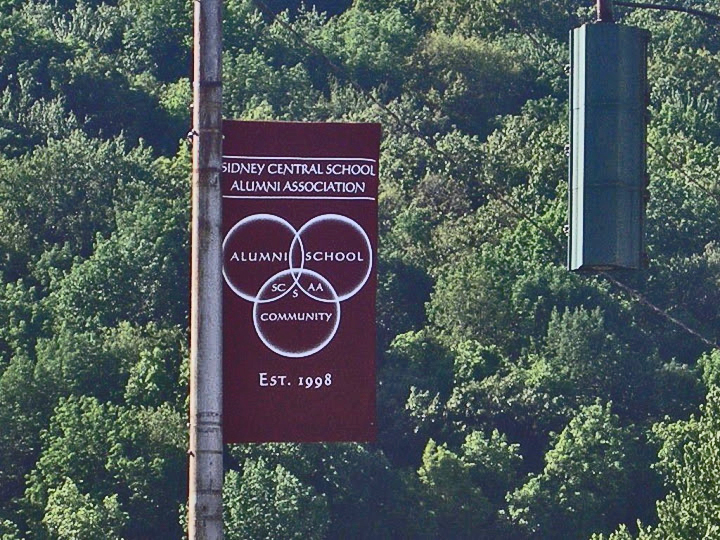 SIDNEY CENTRAL SCHOOL
ALUMNI ASSOCIATION
ALUMNI SCHOOL
SC S AA
COMMUNITY
EST. 1998